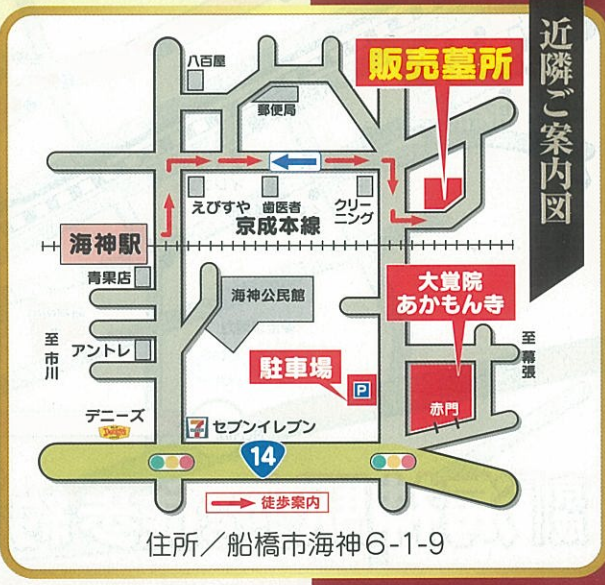 近隣ご案内図
八百屋
郵便局
販売墓所
えびすや
歯医者
クリー
ニング
京成本線
海神駅
青果店
海神公民館
大覚院
あかもん寺
至市川
アントレ
駐車場
P
赤門
至幕張
デニーズ
Denny's
7
セブンイレブン
14
徒歩案内
住所／船橋市海神6-1-9